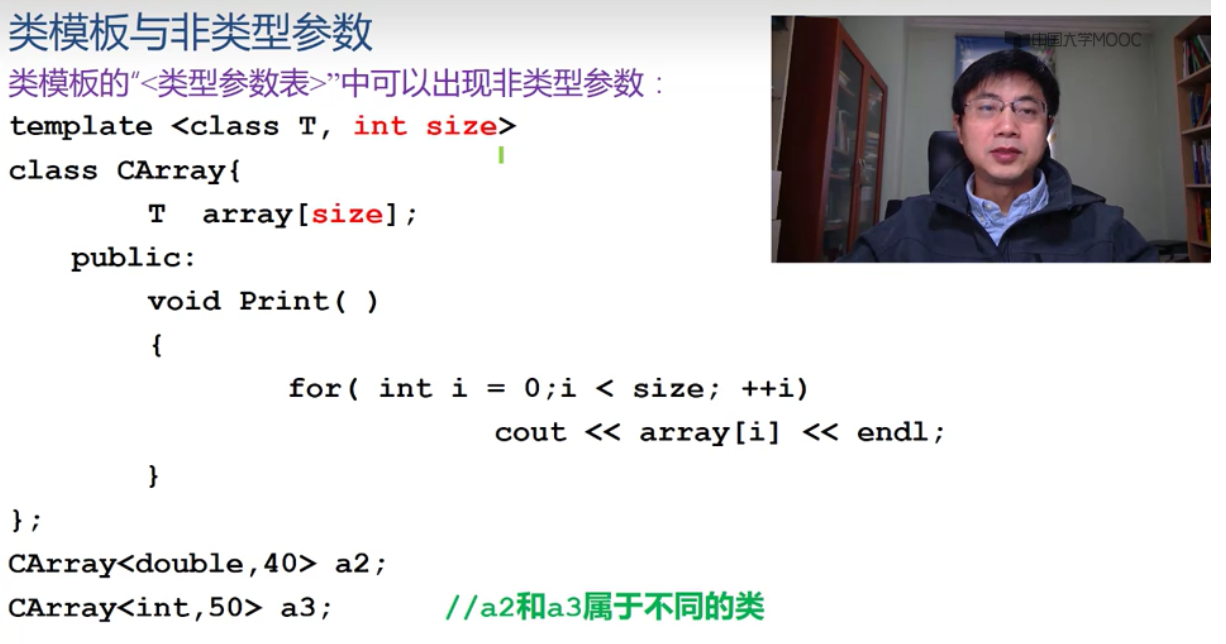 类模板与非类型参数
中国大学MOOC
类模板的“<类型参数表>”中可以出现非类型参数：
template <class T, int size>
class CArray{
T array[size];
public:
void Print( )
{
for( int i = 0;i < size; ++i)
cout << array[i] << endl;
}
};
CArray<double,40> a2;
CArray<int,50> a3; //a2和a3属于不同的类